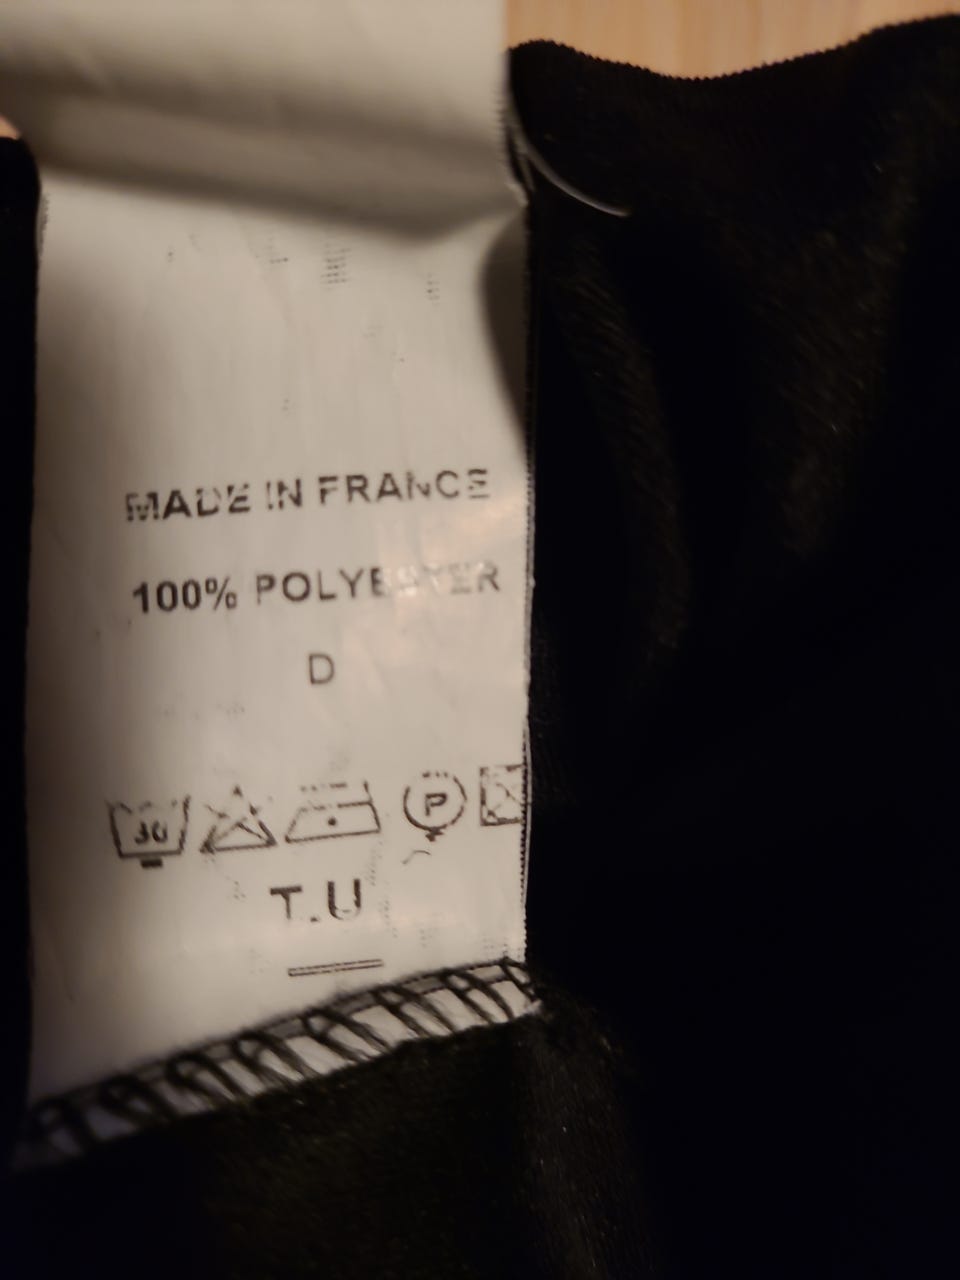 MADE IN FRANCE
100% POLYESTER
D
30 P
T.U